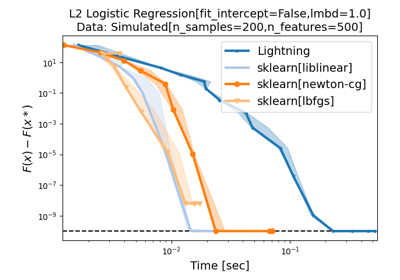 L2 Logistic Regression[fit_intercept=False,lmbd=1.0]
Data: Simulated[n_samples=200,n_features=500]
Lightning
sklearn[liblinear]
sklearn[newton-cg]
sklearn[lbfgs]
F(x) − F(x*)
10¹
10⁻¹
10⁻³
10⁻⁵
10⁻⁷
10⁻⁹
10⁻²
10⁻¹
Time [sec]